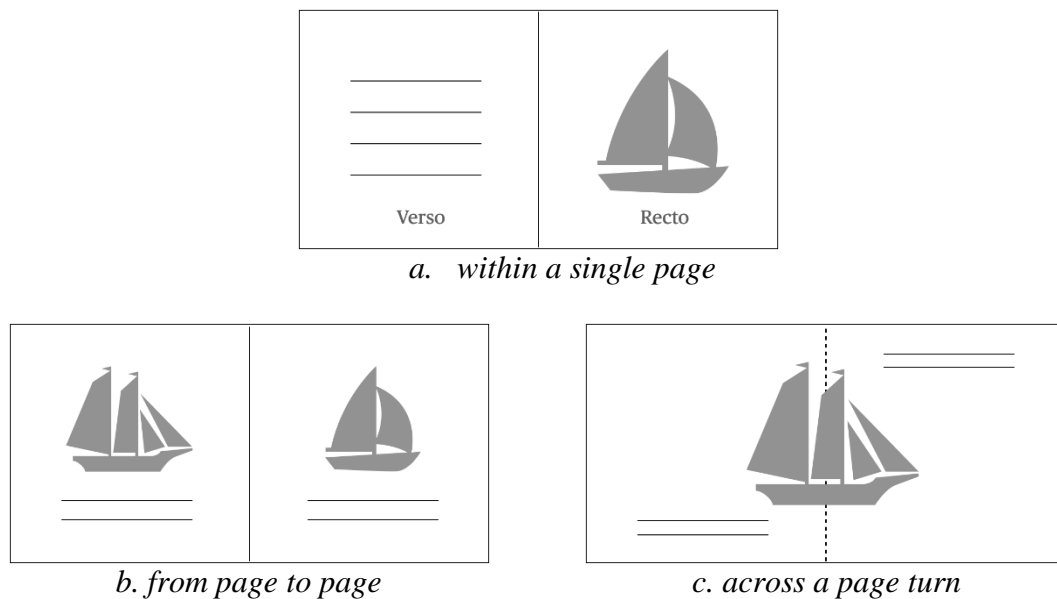 Verso
Recto
a. within a single page
b. from page to page
c. across a page turn